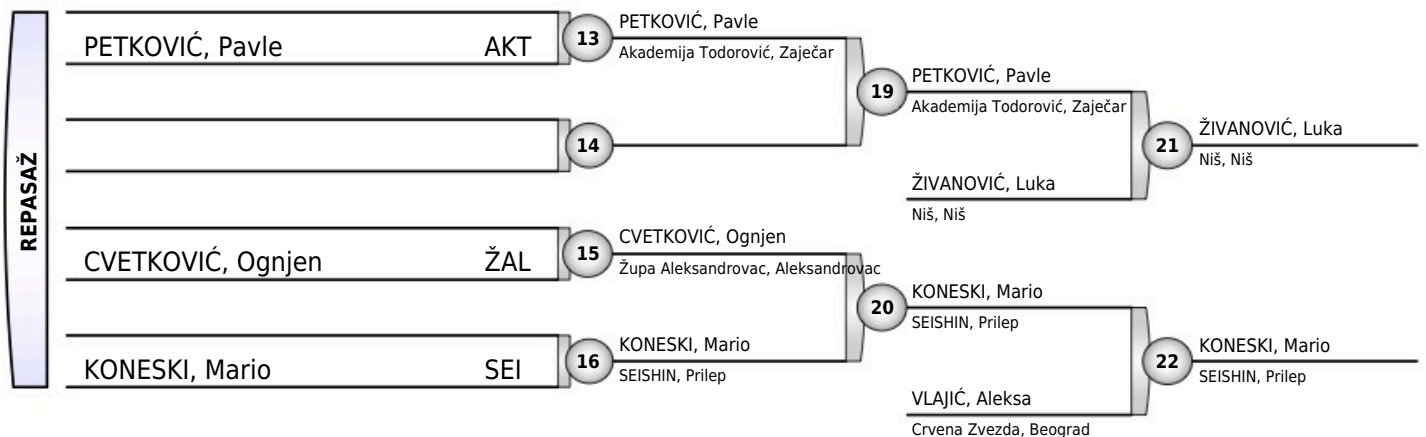 REPASAŽ
PETKOVIĆ, Pavle AKT
13
PETKOVIĆ, Pavle
Akademija Todorović, Zaječar
14
19
PETKOVIĆ, Pavle
Akademija Todorović, Zaječar
ŽIVANOVIĆ, Luka
Niš, Niš
21
ŽIVANOVIĆ, Luka
Niš, Niš
CVETKOVIĆ, Ognjen ŽAL
15
CVETKOVIĆ, Ognjen
Župa Aleksandrovac, Aleksandrovac
KONESKI, Mario SEI
16
KONESKI, Mario
SEISHIN, Prilep
20
KONESKI, Mario
SEISHIN, Prilep
VLAJIĆ, Aleksa
Crvena Zvezda, Beograd
22
KONESKI, Mario
SEISHIN, Prilep